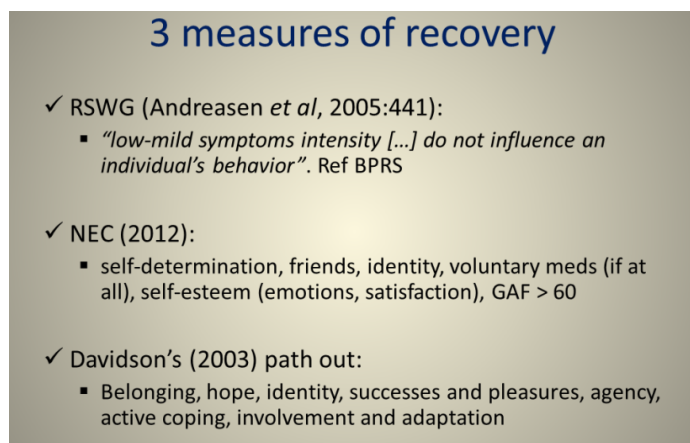 3 measures of recovery
✓ RSWG (Andreasen et al, 2005:441):
▪ “low-mild symptoms intensity […] do not influence an
individual’s behavior”. Ref BPRS
✓ NEC (2012):
▪ self-determination, friends, identity, voluntary meds (if at
all), self-esteem (emotions, satisfaction), GAF > 60
✓ Davidson’s (2003) path out:
▪ Belonging, hope, identity, successes and pleasures, agency,
active coping, involvement and adaptation